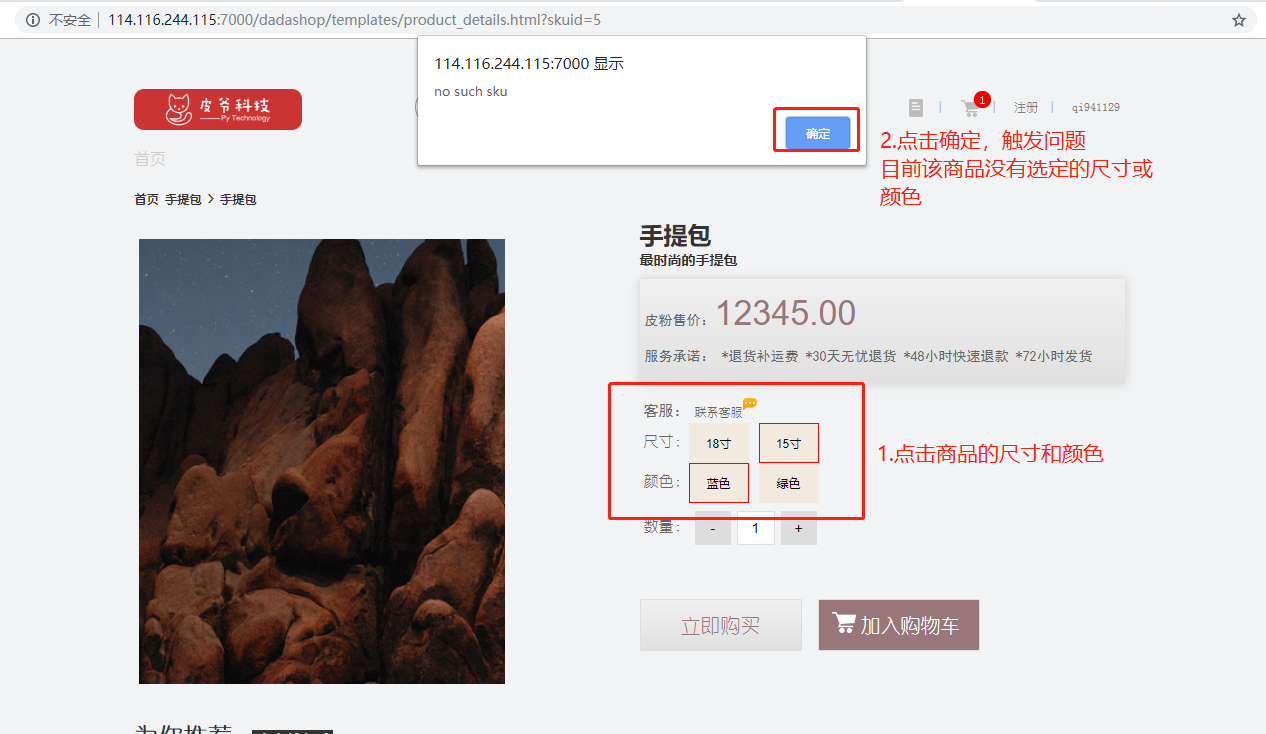 不安全 | 114.116.244.115:7000/dadashop/templates/product_details.html?skuid=5
114.116.244.115:7000 显示
no such sku
确定
皮爷科技
Py Technology
1
注册
qi941129
2.点击确定，触发问题
目前该商品没有选定的尺寸或
颜色
首页
首页 手提包 > 手提包
手提包
最时尚的手提包
皮粉售价： 12345.00
服务承诺： *退货补运费 *30天无忧退货 *48小时快速退款 *72小时发货
客服： 联系客服
尺寸： 18寸 15寸
1.点击商品的尺寸和颜色
颜色： 蓝色 绿色
数量： - 1 +
立即购买 加入购物车
为你推荐